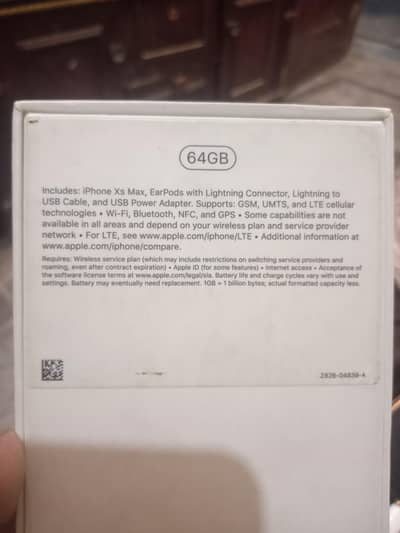 64GB
Includes: iPhone Xs Max, EarPods with Lightning Connector, Lightning to
USB Cable, and USB Power Adapter. Supports: GSM, UMTS, and LTE cellular
technologies • Wi-Fi, Bluetooth, NFC, and GPS • Some capabilities are not
available in all areas and depend on your wireless plan and service provider
network • For LTE, see www.apple.com/iphone/LTE • Additional information at
www.apple.com/iphone/compare.
Requires: Wireless service plan (which may include restrictions on switching service providers and
roaming, even after contract expiration) • Apple ID (for some features) • Internet access • Acceptance of
the software license terms at www.apple.com/legal/sla. Battery life and charge cycles vary with use and
settings. Battery may eventually need replacement. 1GB = 1 billion bytes; actual formatted capacity less.